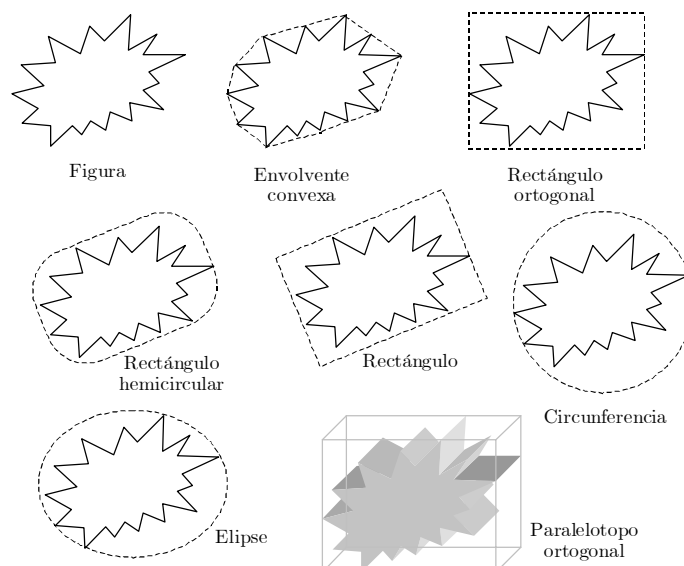 Figura
Envolvente
convexa
Rectángulo
ortogonal
Rectángulo
hemicircular
Rectángulo
Circunferencia
Elipse
Paralelotopo
ortogonal